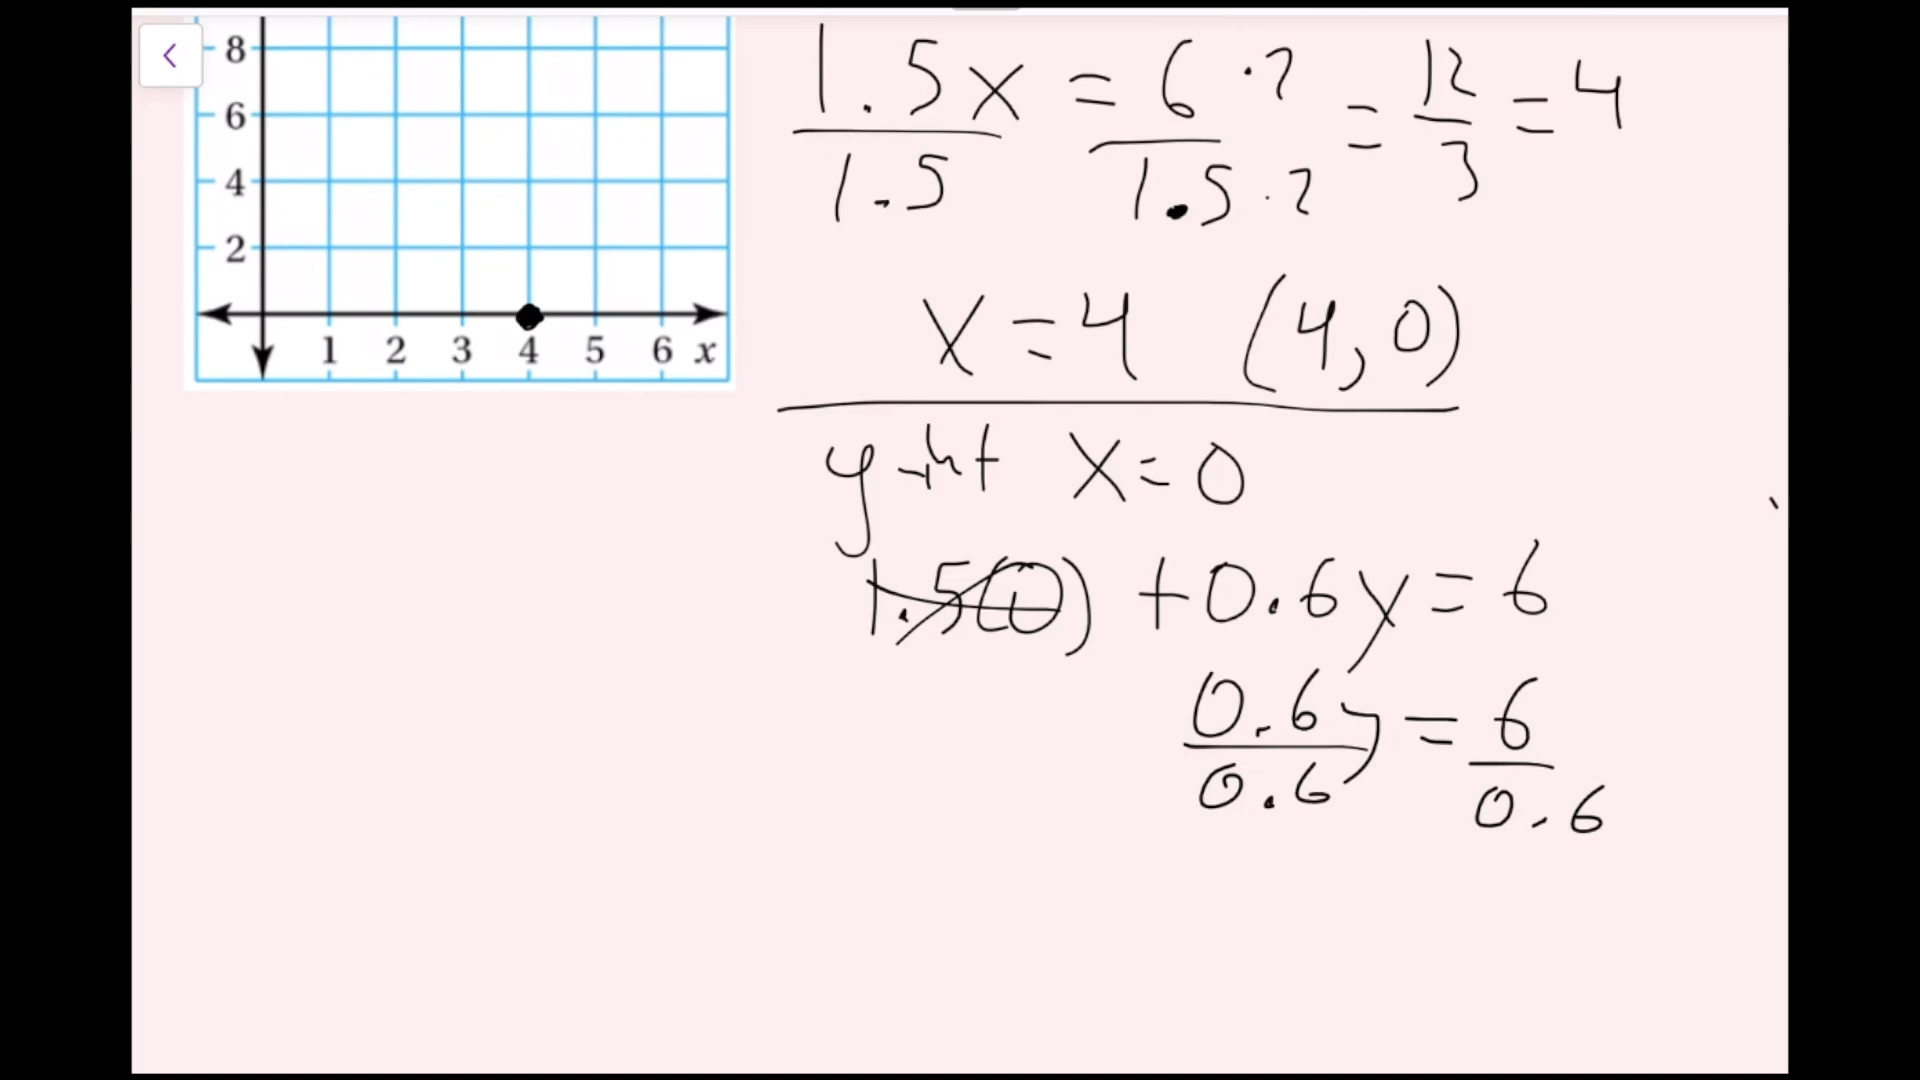 8
6
4
2
1 2 3 4 5 6 x
1.5x = 6 · 2 = 12 = 4
1.5 1.5 · 2 3
x = 4 (4, 0)
y-int x = 0
1.5(0) + 0.6y = 6
0.6y = 6
0.6 0.6